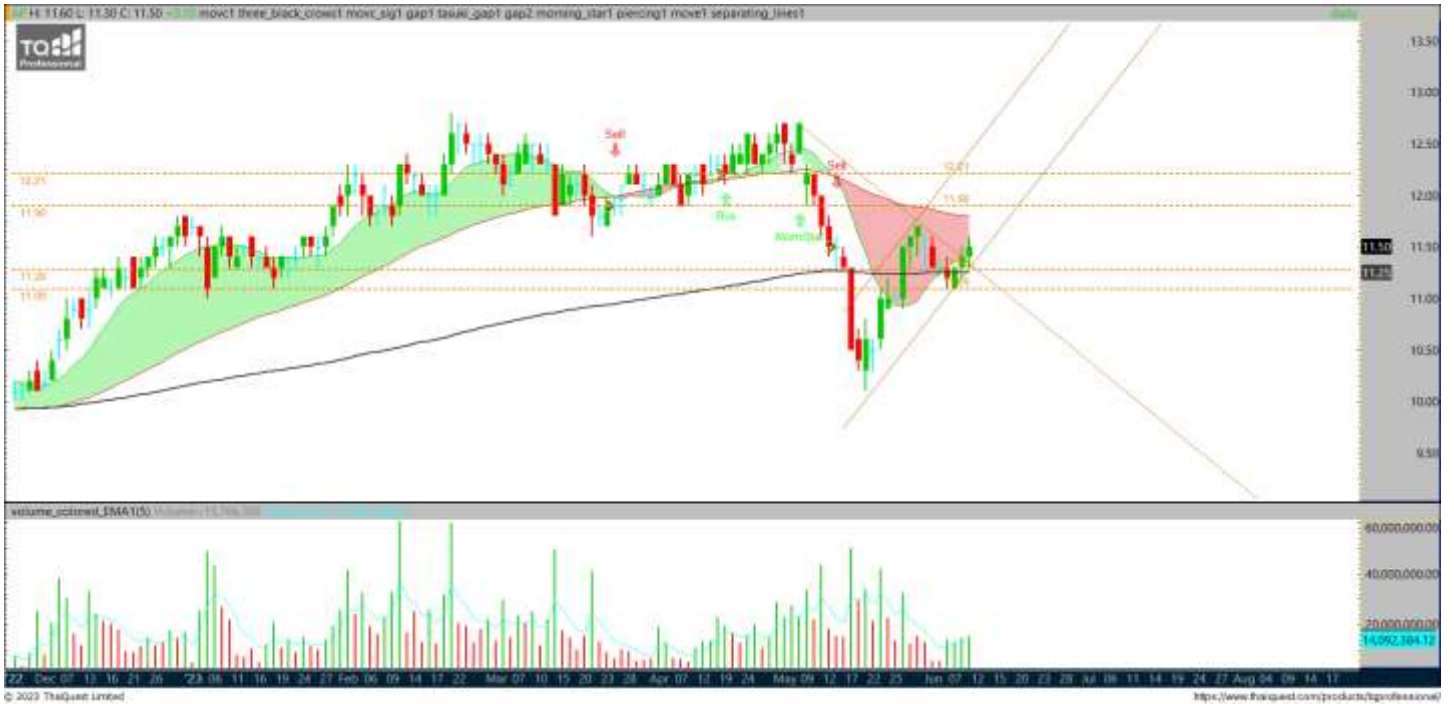 H: 11.60 L: 11.30 C: 11.50 movc1 three_black_crows1 movc_sig1 gap1 tasuki_gap1 gap2 morning_star1 piercing1 move1 separating_lines1 daily
TQ
Professional
13.50
13.00
12.50
12.00
11.50
11.50
11.25
11.00
10.50
10.00
9.50
12.21
11.90
11.00
Sell
Buy
Sell
12.21
volume_colored_EMA1(5)
60,000,000.00
40,000,000.00
20,000,000.00
14,092,384.12
'22 Dec 07 13 16 21 26 '23 06 11 16 19 24 27 Feb 06 09 14 17 22 27 Mar 07 10 15 20 23 28 Apr 07 12 19 24 May 09 12 17 22 25 Jun 07 12 15 20 23 28 Jul 06 11 14 19 24 27 Aug 04 09 14 17
© 2023 ThaiQuest Limited
https://www.thaiquest.com/products/tqprofessional/